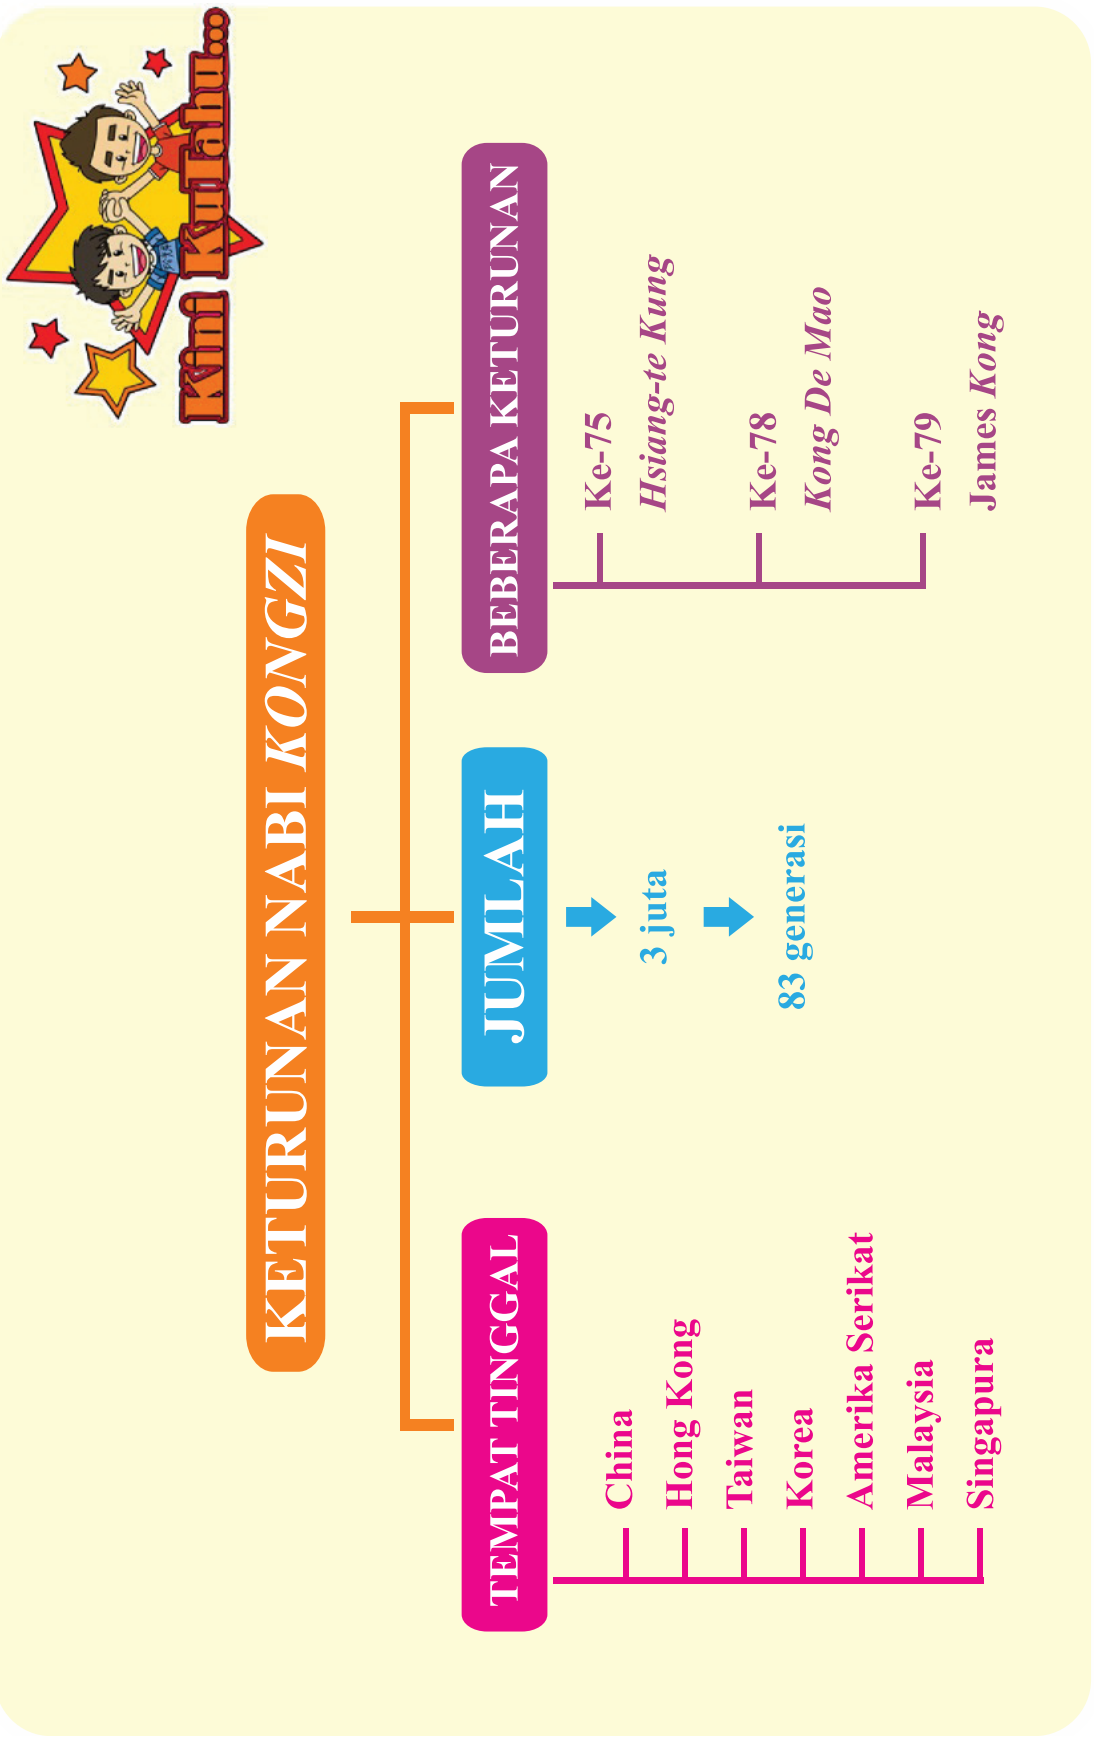 Kini KuTahu...
KETURUNAN NABI KONGZI
TEMPAT TINGGAL
China
Hong Kong
Taiwan
Korea
Amerika Serikat
Malaysia
Singapura
JUMLAH
3 juta
83 generasi
BEBERAPA KETURUNAN
Ke-75
Hsiang-te Kung
Ke-78
Kong De Mao
Ke-79
James Kong